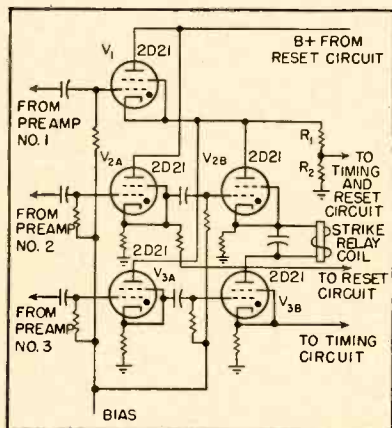 V1
2D21
B+ FROM
RESET CIRCUIT
FROM
PREAMP
NO. 1
V2A
2D21
V2B
2D21
R1
R2
TO
TIMING
AND
RESET
CIRCUIT
FROM
PREAMP
NO. 2
STRIKE
RELAY
COIL
2D21
V3A
2D21
TO RESET
CIRCUIT
FROM
PREAMP
NO. 3
V3B
TO TIMING
CIRCUIT
BIAS